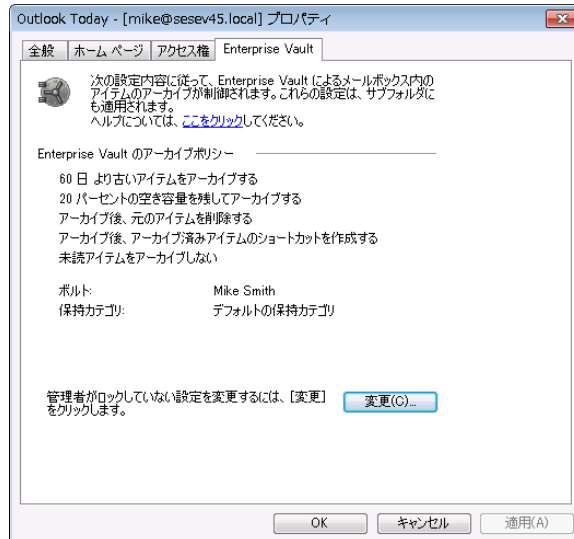 Outlook Today - [mike@sesev45.local] プロパティ
全般 ホーム ページ アクセス権 Enterprise Vault
次の設定内容に従って、Enterprise Vault によるメールボックス内の
アイテムのアーカイブが制御されます。これらの設定は、サブフォルダに
も適用されます。
ヘルプについては、ここをクリックしてください。
Enterprise Vault のアーカイブポリシー
60 日 より古いアイテムをアーカイブする
20 パーセントの空き容量を残してアーカイブする
アーカイブ後、元のアイテムを削除する
アーカイブ後、アーカイブ済みアイテムのショートカットを作成する
未読アイテムをアーカイブしない
ボルト: Mike Smith
保持カテゴリ: デフォルトの保持カテゴリ
管理者がロックしていない設定を変更するには、[変更] 変更(C)...
をクリックします。
OK キャンセル 適用(A)